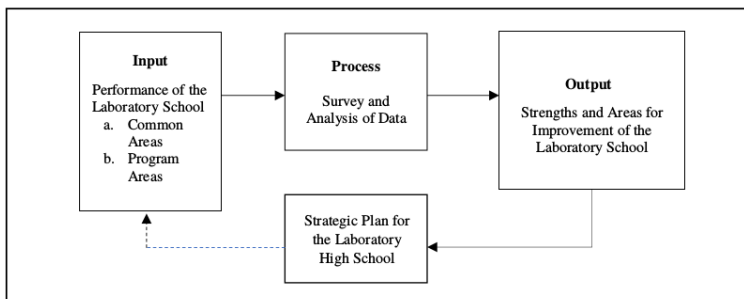 Input
Performance of the
Laboratory School
a. Common
Areas
b. Program
Areas
Process
Survey and
Analysis of Data
Output
Strengths and Areas for
Improvement of the
Laboratory School
Strategic Plan for
the Laboratory
High School